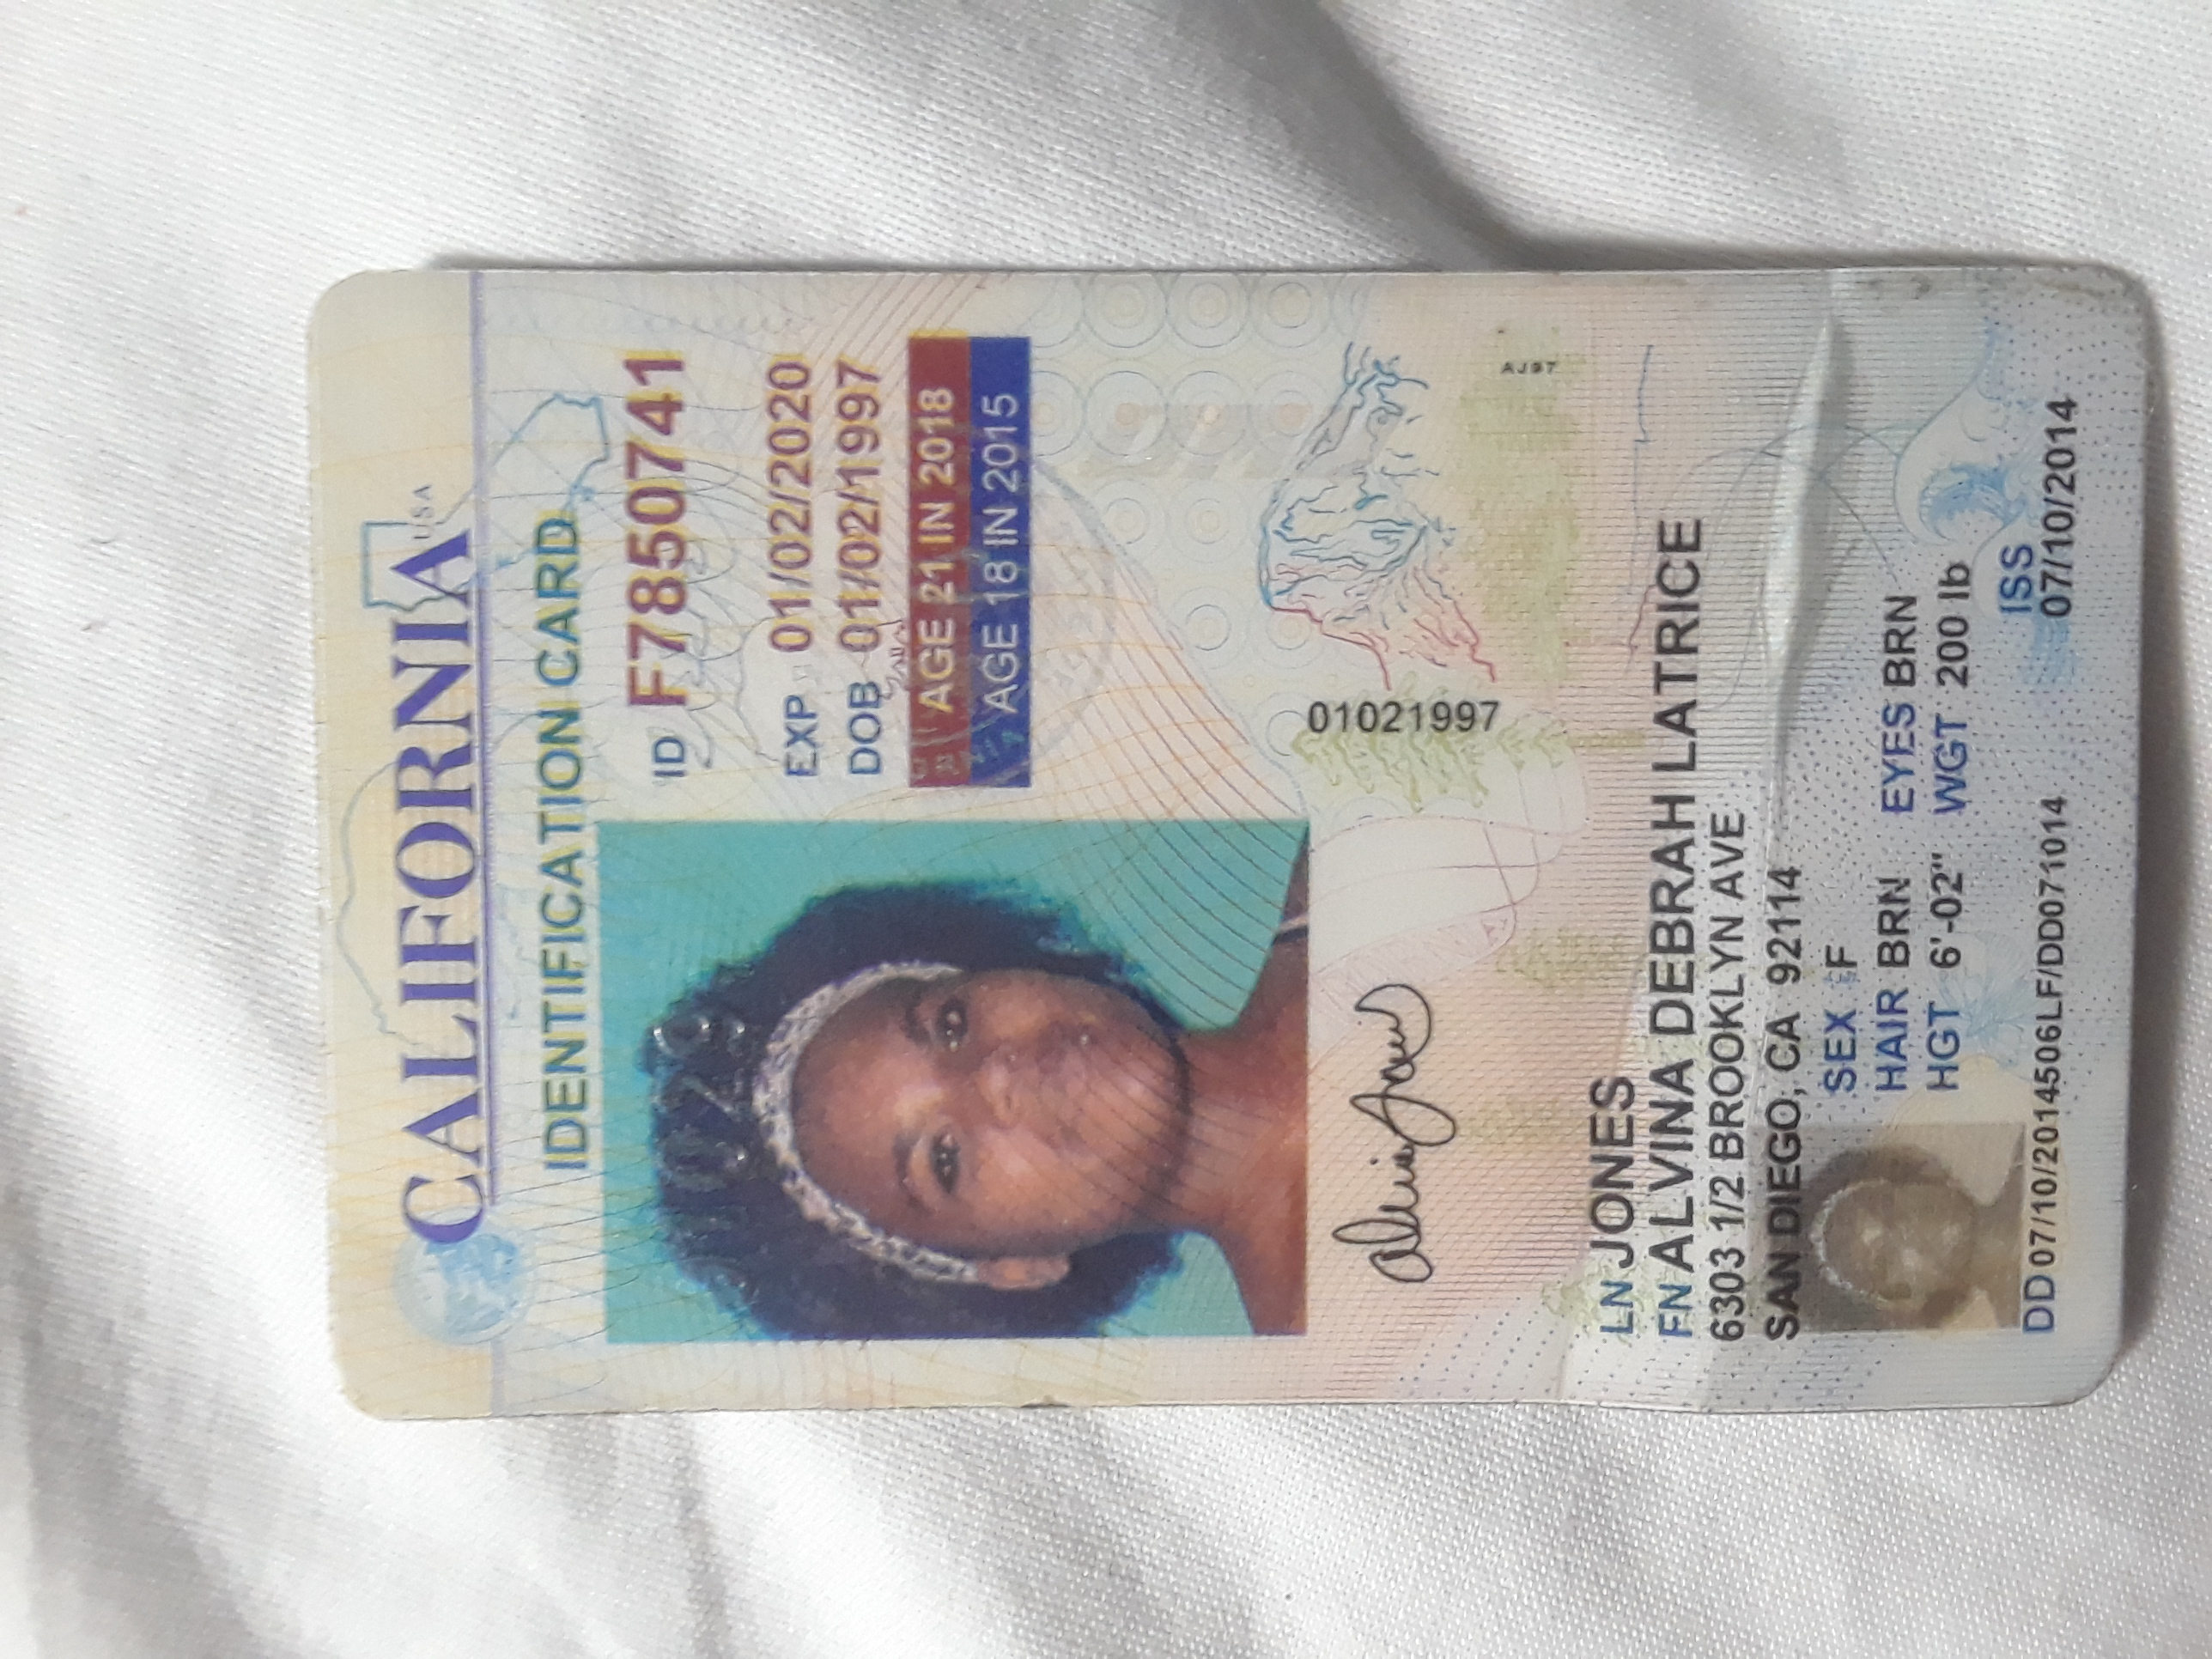 CALIFORNIA
USA
IDENTIFICATION CARD
ID F7850741
EXP 01/02/2020
DOB 01/02/1997
AGE 21 IN 2018
AGE 18 IN 2015
01021997
AJ97
LN JONES
FN ALVINA DEBRAH LATRICE
6303 1/2 BROOKLYN AVE
SAN DIEGO, CA 92114
SEX F
HAIR BRN EYES BRN
HGT 6'-02" WGT 200 lb
ISS
DD 07/10/2014506LF/DD071014 07/10/2014